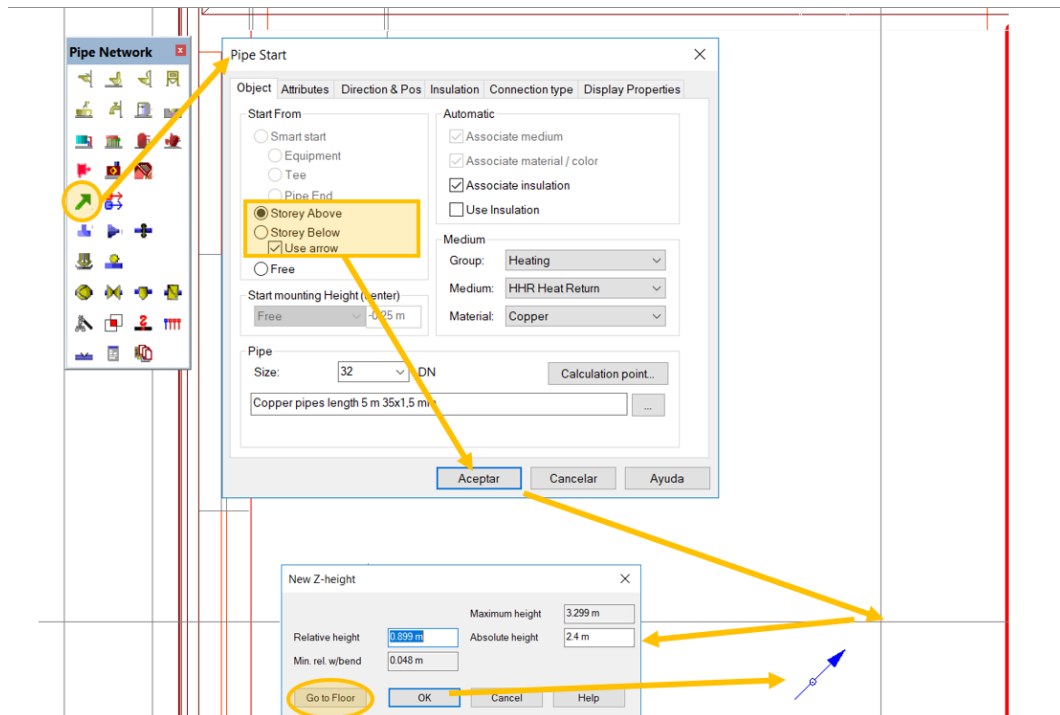 Pipe Network
Pipe Start
Object Attributes Direction & Pos Insulation Connection type Display Properties
Start From
Smart start
Equipment
Tee
Pipe End
Storey Above
Storey Below
Use arrow
Free
Start mounting Height (center)
Free -0.25 m
Automatic
Associate medium
Associate material / color
Associate insulation
Use Insulation
Medium
Group: Heating
Medium: HHR Heat Return
Material: Copper
Pipe
Size: 32 DN
Calculation point...
Copper pipes length 5 m 35x1,5 mm
...
Aceptar Cancelar Ayuda
New Z-height
Maximum height 3.299 m
Relative height 0.899 m Absolute height 2.4 m
Min. rel. w/bend 0.048 m
Go to Floor OK Cancel Help